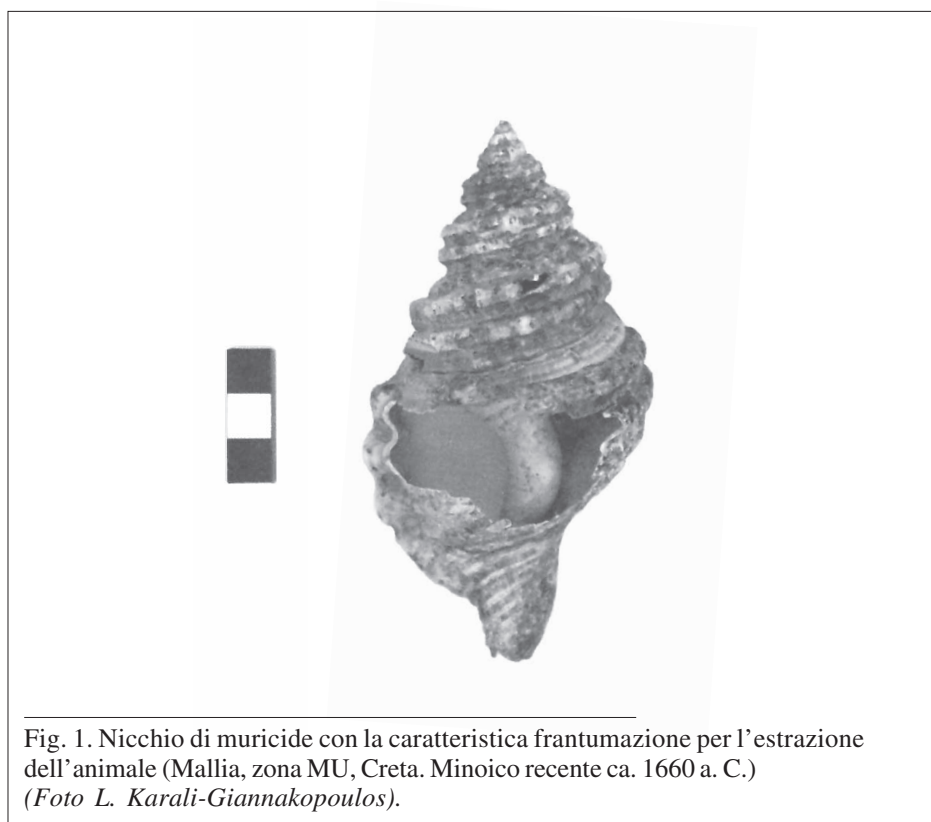 Fig. 1. Nicchio di muricide con la caratteristica frantumazione per l'estrazione
dell'animale (Mallia, zona MU, Creta. Minoico recente ca. 1660 a. C.)
(Foto L. Karali-Giannakopoulos).